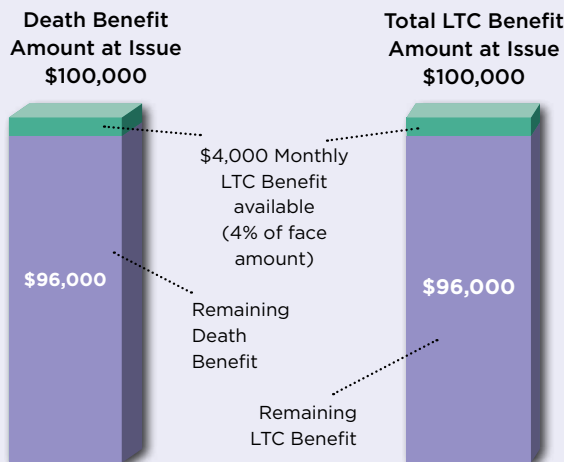 Death Benefit
Amount at Issue
$100,000
Total LTC Benefit
Amount at Issue
$100,000
$4,000 Monthly
LTC Benefit
available
(4% of face
amount)
$96,000
$96,000
Remaining
Death
Benefit
Remaining
LTC Benefit